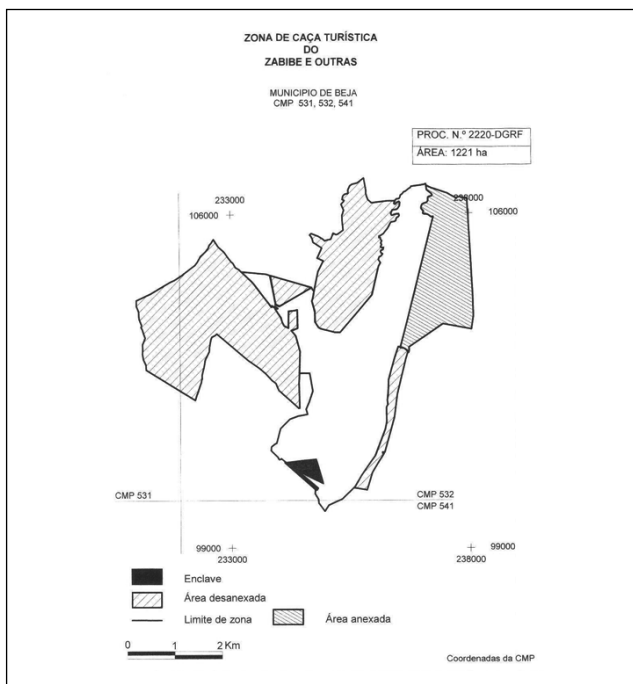 ZONA DE CAÇA TURÍSTICA
DO
ZABIBE E OUTRAS
MUNICIPIO DE BEJA
CMP 531, 532, 541
PROC. N.º 2220-DGRF
ÁREA: 1221 ha
233000
238000
106000
106000
CMP 531
CMP 532
CMP 541
99000
99000
233000
238000
Enclave
Área desanexada
Limite de zona
Área anexada
0 1 2 Km
Coordenadas da CMP